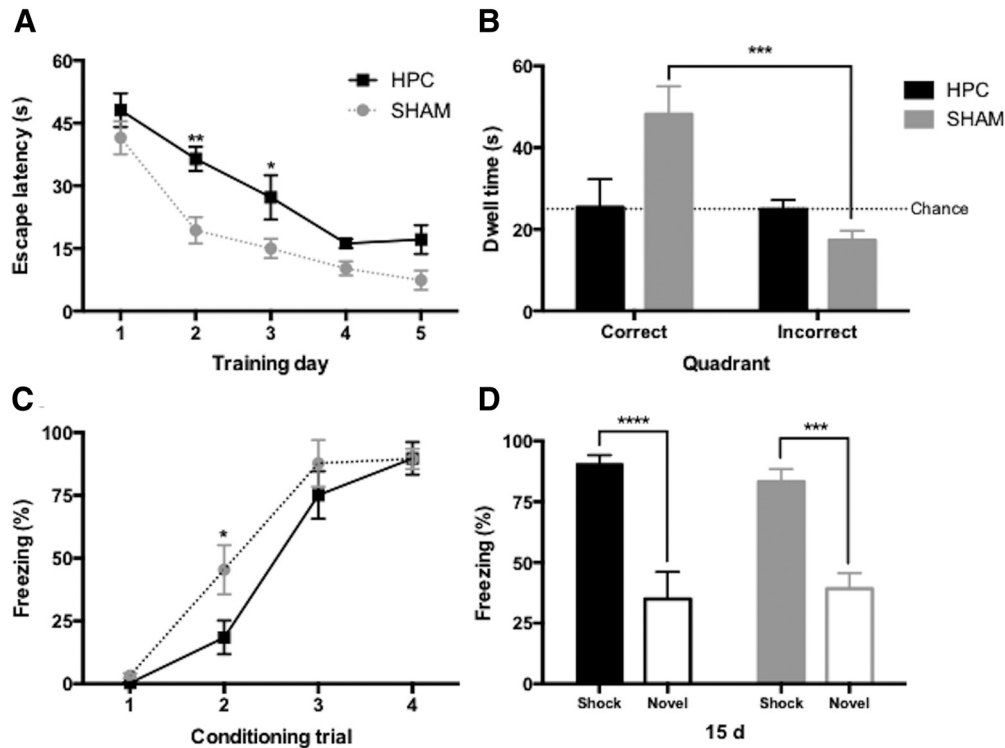 A
60
45
30
15
0
Escape latency (s)
HPC
SHAM
**
*
1 2 3 4 5
Training day
B
60
40
20
0
Dwell time (s)
***
HPC
SHAM
Chance
Correct Incorrect
Quadrant
C
100
75
50
25
0
Freezing (%)
*
1 2 3 4
Conditioning trial
D
100
75
50
25
0
Freezing (%)
**** ***
Shock Novel Shock Novel
15 d